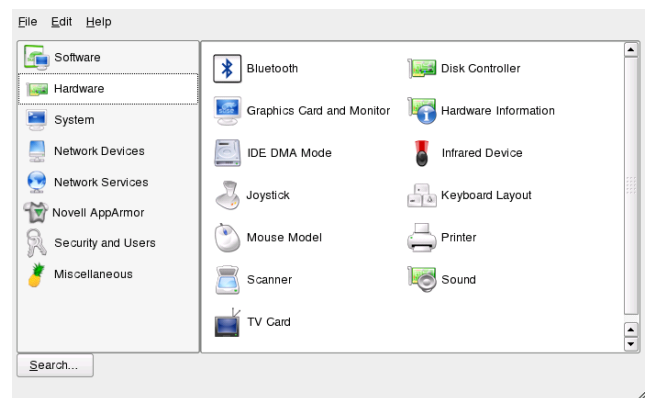 File Edit Help
Software
Hardware
System
Network Devices
Network Services
Novell AppArmor
Security and Users
Miscellaneous
Bluetooth
Disk Controller
Graphics Card and Monitor
Hardware Information
IDE DMA Mode
Infrared Device
Joystick
Keyboard Layout
Mouse Model
Printer
Scanner
Sound
TV Card
Search...